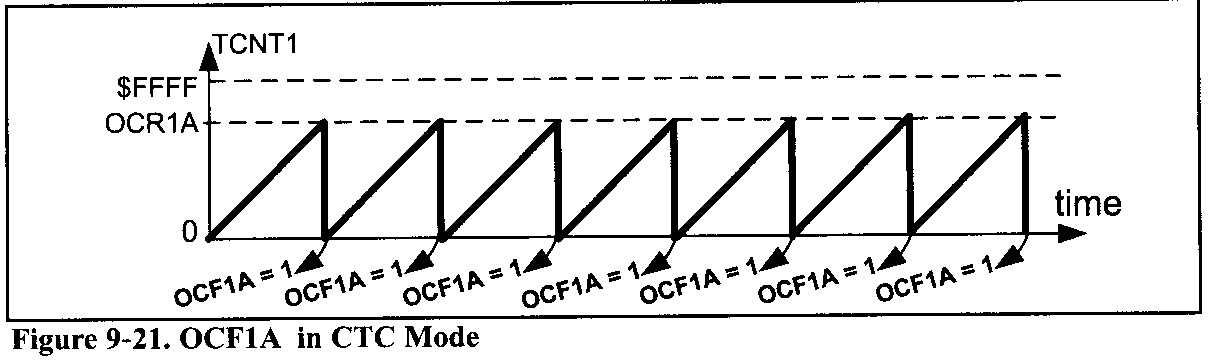 TCNT1
$FFFF
OCR1A
0
time
OCF1A = 1
OCF1A = 1
OCF1A = 1
OCF1A = 1
OCF1A = 1
OCF1A = 1
OCF1A = 1
Figure 9-21. OCF1A in CTC Mode